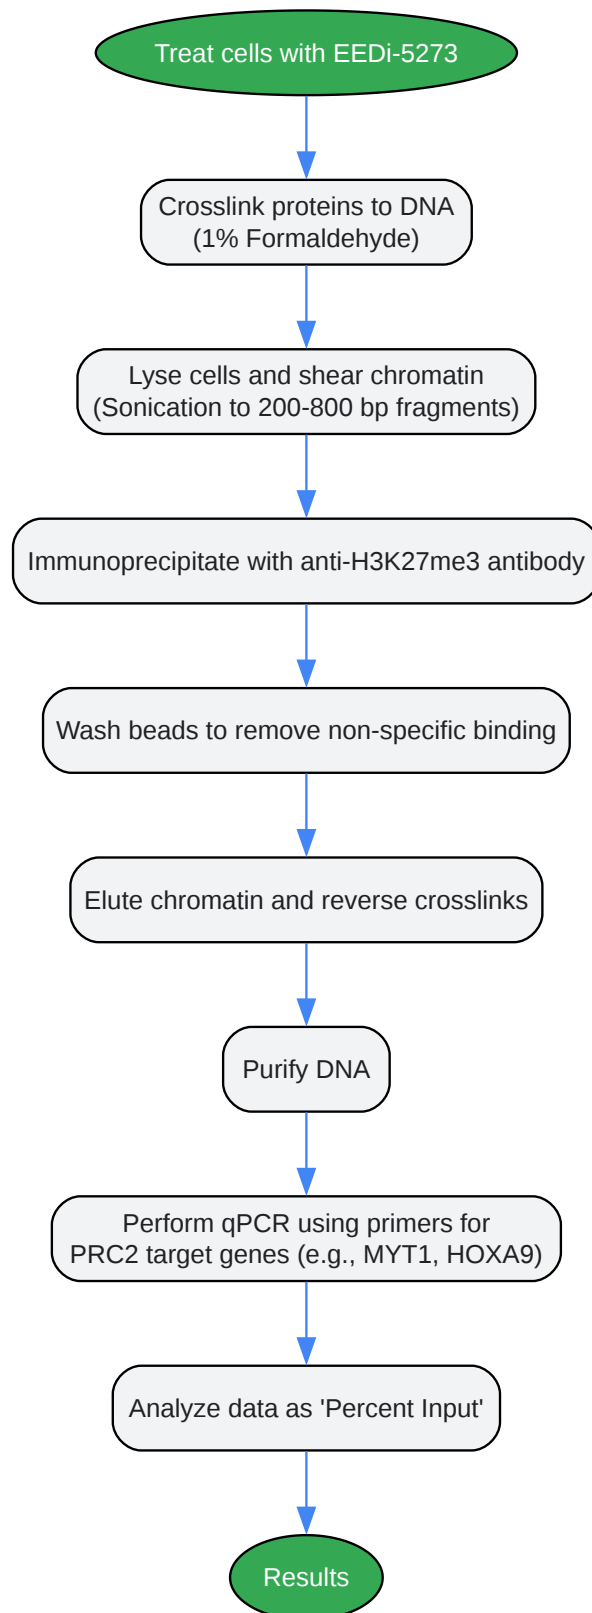 Treat cells with EEDi-5273
Crosslink proteins to DNA
(1% Formaldehyde)
Lyse cells and shear chromatin
(Sonication to 200-800 bp fragments)
Immunoprecipitate with anti-H3K27me3 antibody
Wash beads to remove non-specific binding
Elute chromatin and reverse crosslinks
Purify DNA
Perform qPCR using primers for
PRC2 target genes (e.g., MYT1, HOXA9)
Analyze data as 'Percent Input'
Results